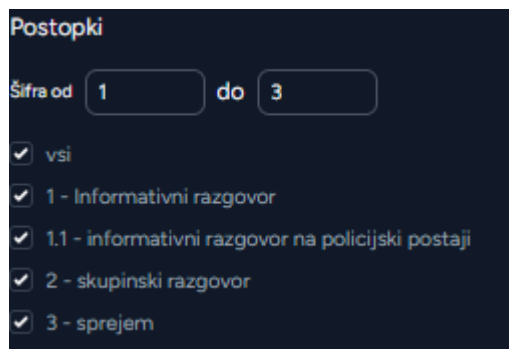 Postopki
Šifra od 1 do 3
vsi
1 - Informativni razgovor
1.1 - informativni razgovor na policijski postaji
2 - skupinski razgovor
3 - sprejem